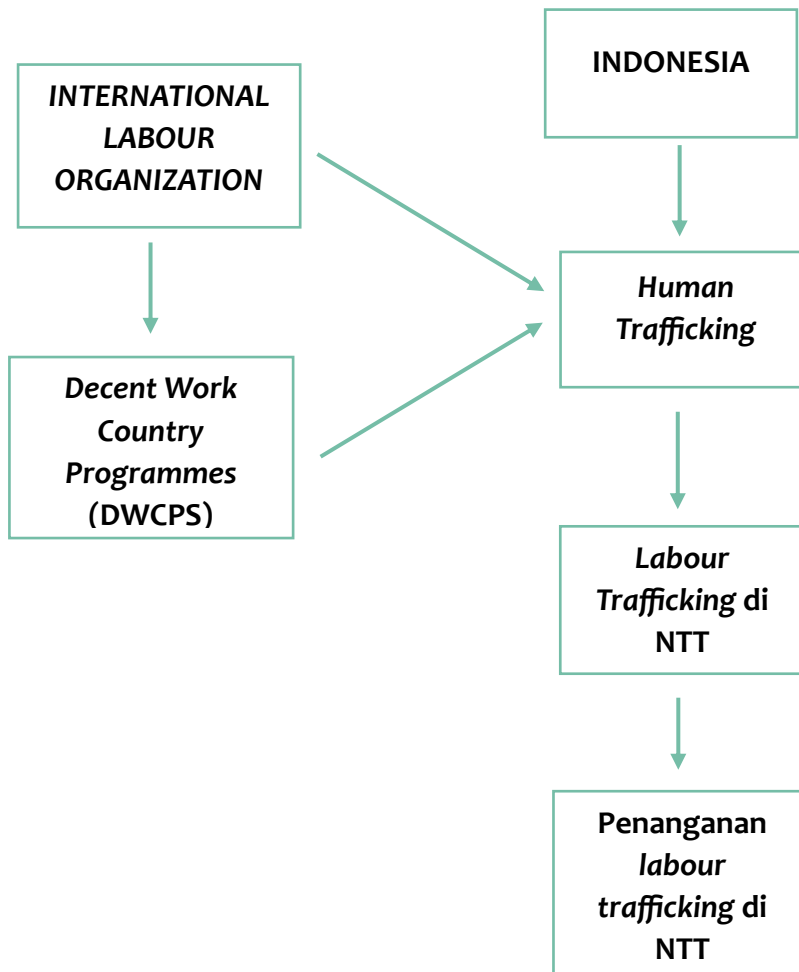 INTERNATIONAL
LABOUR
ORGANIZATION
INDONESIA
Human
Trafficking
Decent Work
Country
Programmes
(DWCPS)
Labour
Trafficking di
NTT
Penanganan
labour
trafficking di
NTT